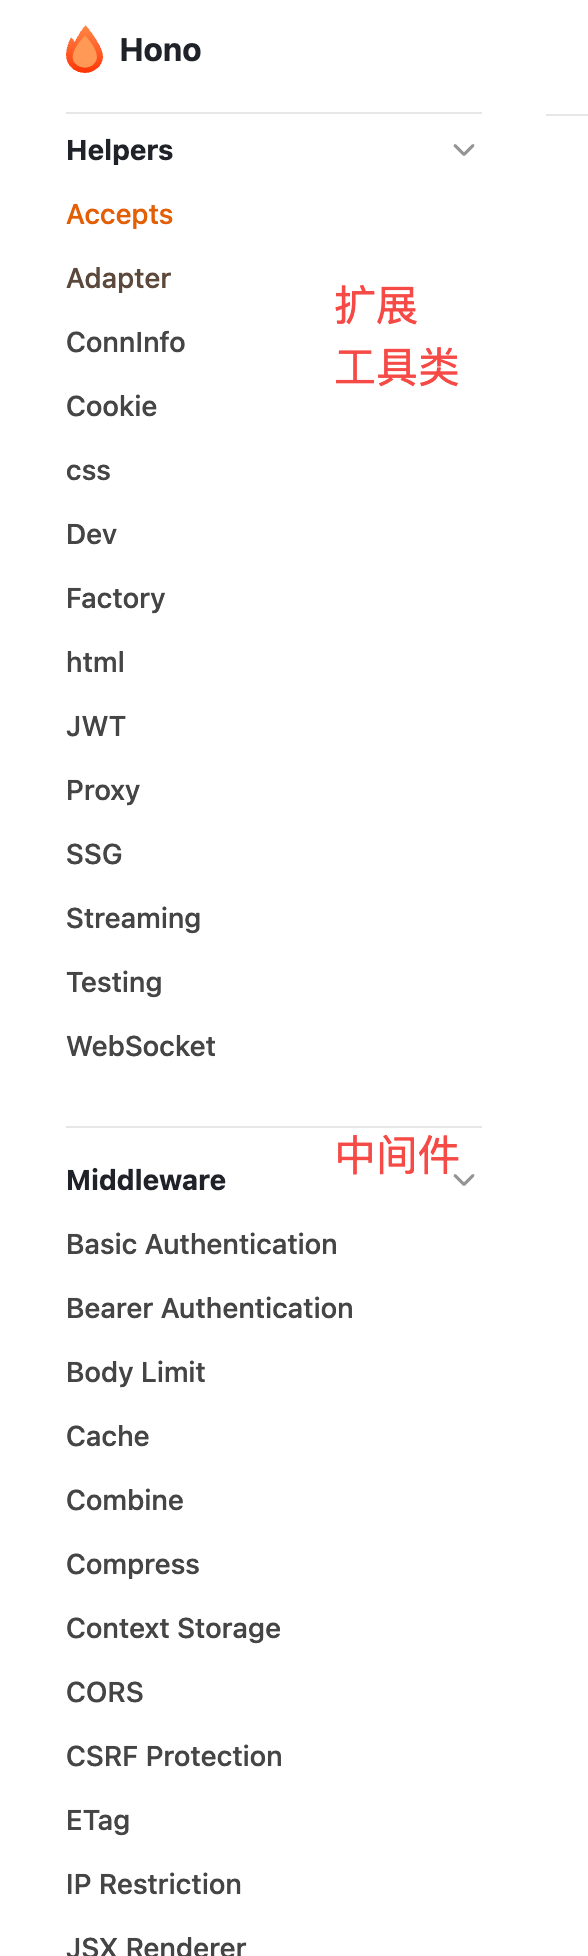 Hono
Helpers
Accepts
Adapter
扩展
ConnInfo
工具类
Cookie
css
Dev
Factory
html
JWT
Proxy
SSG
Streaming
Testing
WebSocket
中间件
Middleware
Basic Authentication
Bearer Authentication
Body Limit
Cache
Combine
Compress
Context Storage
CORS
CSRF Protection
ETag
IP Restriction
JSX Renderer